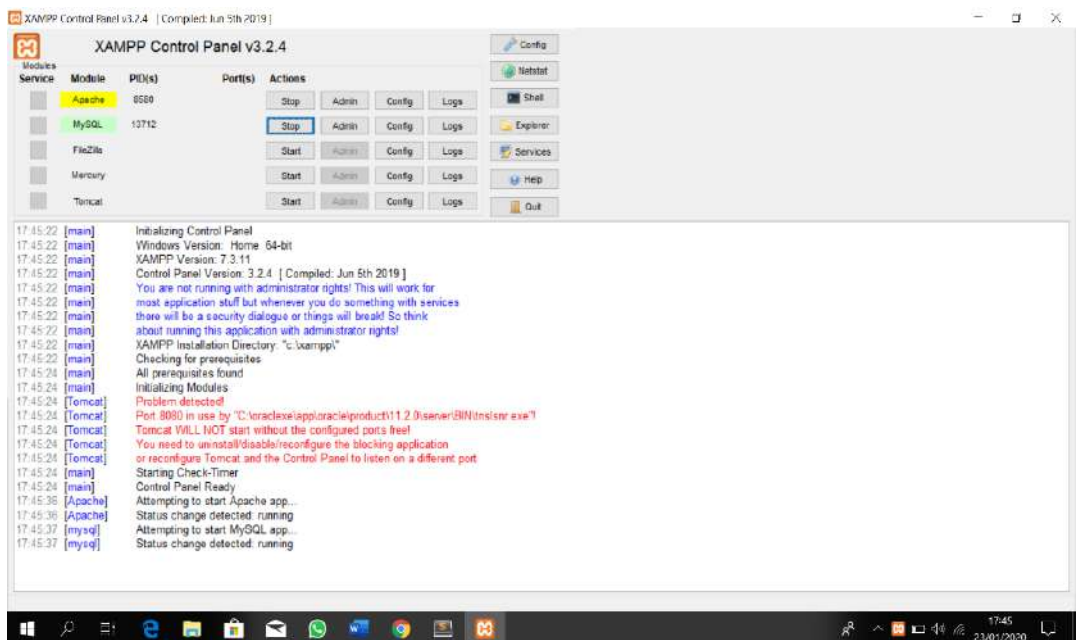 XAMPP Control Panel v3.2.4 [ Compiled: Jun 5th 2019 ]
XAMPP Control Panel v3.2.4
Config
Modules
Service Module PID(s) Port(s) Actions
Netstat
Apache 8580 Stop Admin Config Logs
Shell
MySQL 13712 Stop Admin Config Logs
Explorer
FileZilla Start Admin Config Logs
Services
Mercury Start Admin Config Logs
Help
Tomcat Start Admin Config Logs
Quit
17:45:22 [main] Initializing Control Panel
17:45:22 [main] Windows Version: Home 64-bit
17:45:22 [main] XAMPP Version: 7.3.11
17:45:22 [main] Control Panel Version: 3.2.4 [ Compiled: Jun 5th 2019 ]
17:45:22 [main] You are not running with administrator rights! This will work for
17:45:22 [main] most application stuff but whenever you do something with services
17:45:22 [main] there will be a security dialogue or things will break! So think
17:45:22 [main] about running this application with administrator rights!
17:45:22 [main] XAMPP Installation Directory: "c:\xampp\"
17:45:22 [main] Checking for prerequisites
17:45:24 [main] All prerequisites found
17:45:24 [main] Initializing Modules
17:45:24 [Tomcat] Problem detected!
17:45:24 [Tomcat] Port 8080 in use by "C:\oraclexe\app\oracle\product\11.2.0\server\BIN\tnslsnr.exe"!
17:45:24 [Tomcat] Tomcat WILL NOT start without the configured ports free!
17:45:24 [Tomcat] You need to uninstall/disable/reconfigure the blocking application
17:45:24 [Tomcat] or reconfigure Tomcat and the Control Panel to listen on a different port
17:45:24 [main] Starting Check-Timer
17:45:24 [main] Control Panel Ready
17:45:36 [Apache] Attempting to start Apache app...
17:45:36 [Apache] Status change detected: running
17:45:37 [mysql] Attempting to start MySQL app...
17:45:37 [mysql] Status change detected: running
17:45
23/01/2020